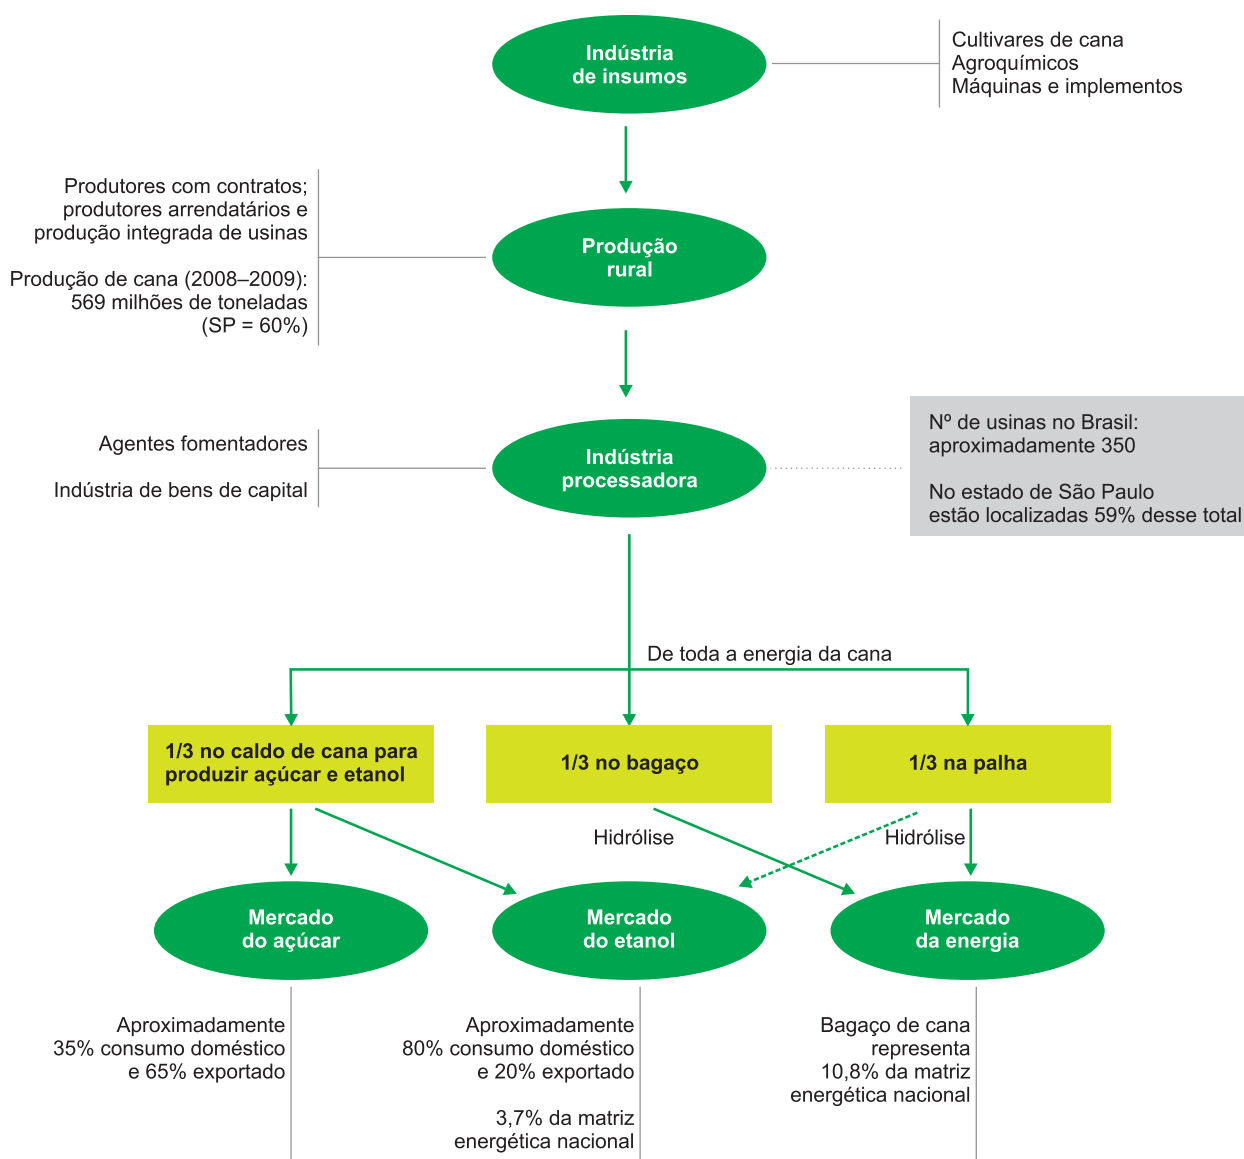 Indústria
de insumos
Cultivares de cana
Agroquímicos
Máquinas e implementos
Produtores com contratos;
produtores arrendatários e
produção integrada de usinas
Produção de cana (2008–2009):
569 milhões de toneladas
(SP = 60%)
Produção
rural
Agentes fomentadores
Indústria de bens de capital
Indústria
processadora
Nº de usinas no Brasil:
aproximadamente 350
No estado de São Paulo
estão localizadas 59% desse total
De toda a energia da cana
1/3 no caldo de cana para
produzir açúcar e etanol
1/3 no bagaço
1/3 na palha
Hidrólise
Hidrólise
Mercado
do açúcar
Mercado
do etanol
Mercado
da energia
Aproximadamente
35% consumo doméstico
e 65% exportado
Aproximadamente
80% consumo doméstico
e 20% exportado
3,7% da matriz
energética nacional
Bagaço de cana
representa
10,8% da matriz
energética nacional